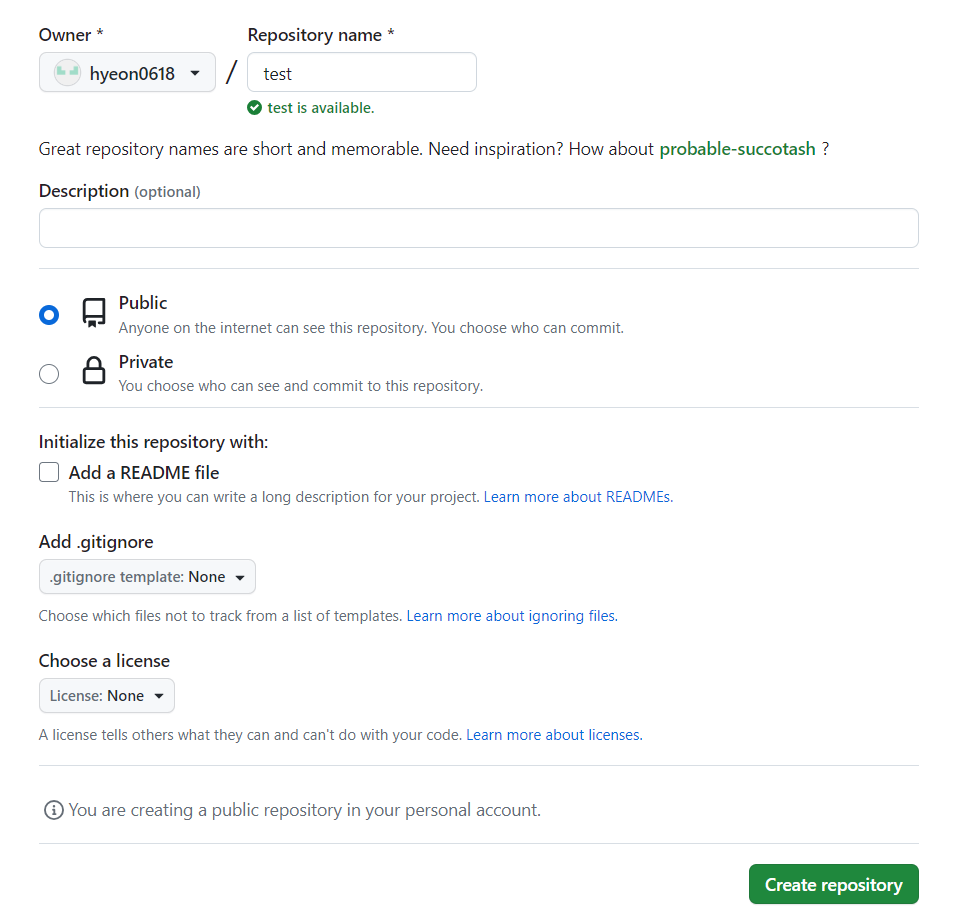 Owner * Repository name *
hyeon0618 / test
test is available.
Great repository names are short and memorable. Need inspiration? How about probable-succotash ?
Description (optional)
Public
Anyone on the internet can see this repository. You choose who can commit.
Private
You choose who can see and commit to this repository.
Initialize this repository with:
Add a README file
This is where you can write a long description for your project. Learn more about READMEs.
Add .gitignore
.gitignore template: None
Choose which files not to track from a list of templates. Learn more about ignoring files.
Choose a license
License: None
A license tells others what they can and can't do with your code. Learn more about licenses.
You are creating a public repository in your personal account.
Create repository